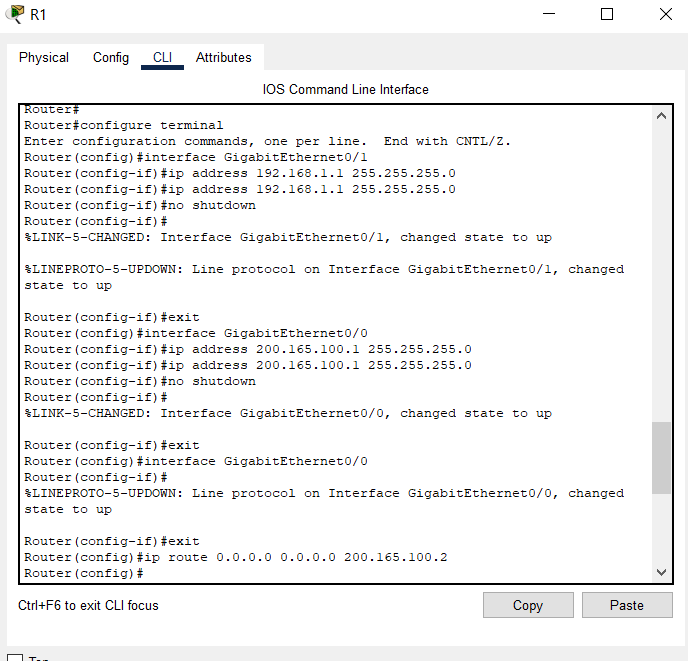 R1
Physical Config CLI Attributes
IOS Command Line Interface
Router#
Router#configure terminal
Enter configuration commands, one per line.  End with CNTL/Z.
Router(config)#interface GigabitEthernet0/1
Router(config-if)#ip address 192.168.1.1 255.255.255.0
Router(config-if)#ip address 192.168.1.1 255.255.255.0
Router(config-if)#no shutdown
Router(config-if)#
%LINK-5-CHANGED: Interface GigabitEthernet0/1, changed state to up
%LINEPROTO-5-UPDOWN: Line protocol on Interface GigabitEthernet0/1, changed
state to up
Router(config-if)#exit
Router(config)#interface GigabitEthernet0/0
Router(config-if)#ip address 200.165.100.1 255.255.255.0
Router(config-if)#ip address 200.165.100.1 255.255.255.0
Router(config-if)#no shutdown
Router(config-if)#
%LINK-5-CHANGED: Interface GigabitEthernet0/0, changed state to up
Router(config-if)#exit
Router(config)#interface GigabitEthernet0/0
Router(config-if)#
%LINEPROTO-5-UPDOWN: Line protocol on Interface GigabitEthernet0/0, changed
state to up
Router(config-if)#exit
Router(config)#ip route 0.0.0.0 0.0.0.0 200.165.100.2
Router(config)#
Ctrl+F6 to exit CLI focus
Copy Paste